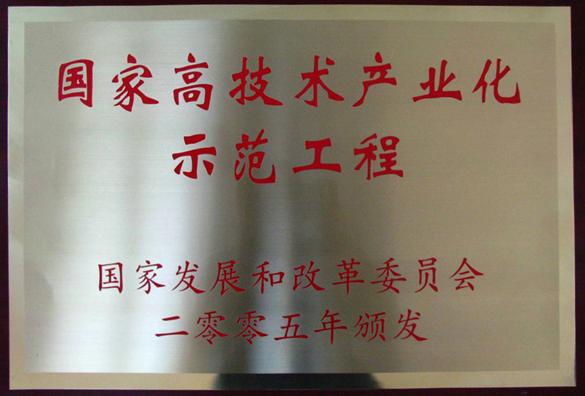 国家高技术产业化
示范工程
国家发展和改革委员会
二零零五年颁发